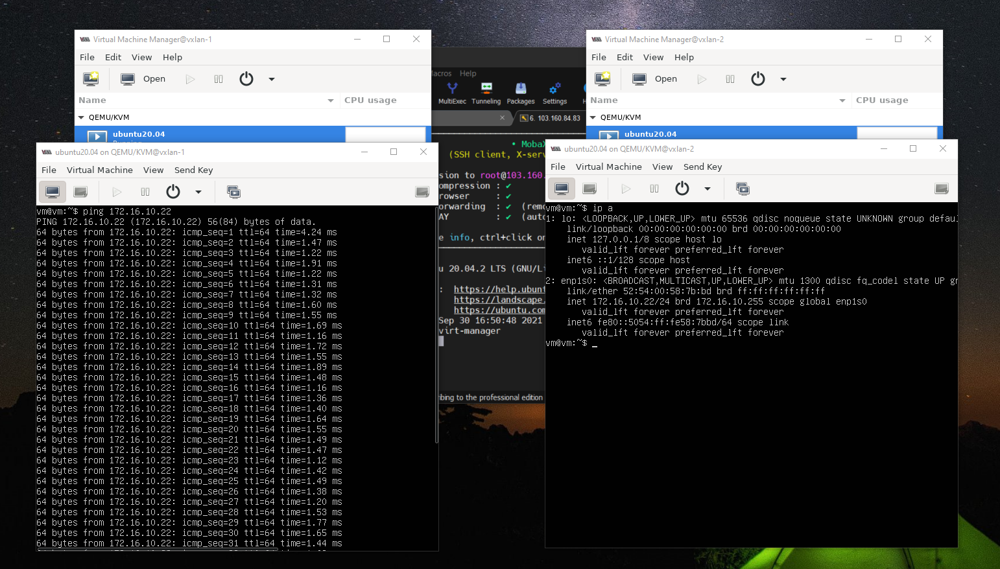 Virtual Machine Manager@vxlan-1
File Edit View Help
Open
Name CPU usage
QEMU/KVM
ubuntu20.04
Running
Macros Help
MultiExec Tunneling Packages Settings
6. 103.160.84.83
• MobaX
(SSH client, X-serv
sion to root@103.160.
ompression : ✔
rowser : ✔
orwarding : ✔ (remo
AY : ✔ (auto
e info, ctrl+click on
u 20.04.2 LTS (GNU/Li
: https://help.ubunt
https://landscape.
https://ubuntu.com
Sep 30 16:50:48 2021
virt-manager
ibing to the professional edition
Virtual Machine Manager@vxlan-2
File Edit View Help
Open
Name CPU usage
QEMU/KVM
ubuntu20.04
ubuntu20.04 on QEMU/KVM@vxlan-1
File Virtual Machine View Send Key
vm@vm:~$ ping 172.16.10.22
PING 172.16.10.22 (172.16.10.22) 56(84) bytes of data.
64 bytes from 172.16.10.22: icmp_seq=1 ttl=64 time=4.24 ms
64 bytes from 172.16.10.22: icmp_seq=2 ttl=64 time=1.47 ms
64 bytes from 172.16.10.22: icmp_seq=3 ttl=64 time=1.22 ms
64 bytes from 172.16.10.22: icmp_seq=4 ttl=64 time=1.91 ms
64 bytes from 172.16.10.22: icmp_seq=5 ttl=64 time=1.22 ms
64 bytes from 172.16.10.22: icmp_seq=6 ttl=64 time=1.31 ms
64 bytes from 172.16.10.22: icmp_seq=7 ttl=64 time=1.32 ms
64 bytes from 172.16.10.22: icmp_seq=8 ttl=64 time=1.60 ms
64 bytes from 172.16.10.22: icmp_seq=9 ttl=64 time=1.55 ms
64 bytes from 172.16.10.22: icmp_seq=10 ttl=64 time=1.69 ms
64 bytes from 172.16.10.22: icmp_seq=11 ttl=64 time=1.16 ms
64 bytes from 172.16.10.22: icmp_seq=12 ttl=64 time=1.72 ms
64 bytes from 172.16.10.22: icmp_seq=13 ttl=64 time=1.55 ms
64 bytes from 172.16.10.22: icmp_seq=14 ttl=64 time=1.89 ms
64 bytes from 172.16.10.22: icmp_seq=15 ttl=64 time=1.48 ms
64 bytes from 172.16.10.22: icmp_seq=16 ttl=64 time=1.16 ms
64 bytes from 172.16.10.22: icmp_seq=17 ttl=64 time=1.36 ms
64 bytes from 172.16.10.22: icmp_seq=18 ttl=64 time=1.40 ms
64 bytes from 172.16.10.22: icmp_seq=19 ttl=64 time=1.64 ms
64 bytes from 172.16.10.22: icmp_seq=20 ttl=64 time=1.55 ms
64 bytes from 172.16.10.22: icmp_seq=21 ttl=64 time=1.49 ms
64 bytes from 172.16.10.22: icmp_seq=22 ttl=64 time=1.47 ms
64 bytes from 172.16.10.22: icmp_seq=23 ttl=64 time=1.12 ms
64 bytes from 172.16.10.22: icmp_seq=24 ttl=64 time=1.42 ms
64 bytes from 172.16.10.22: icmp_seq=25 ttl=64 time=1.49 ms
64 bytes from 172.16.10.22: icmp_seq=26 ttl=64 time=1.38 ms
64 bytes from 172.16.10.22: icmp_seq=27 ttl=64 time=1.20 ms
64 bytes from 172.16.10.22: icmp_seq=28 ttl=64 time=1.53 ms
64 bytes from 172.16.10.22: icmp_seq=29 ttl=64 time=1.77 ms
64 bytes from 172.16.10.22: icmp_seq=30 ttl=64 time=1.65 ms
64 bytes from 172.16.10.22: icmp_seq=31 ttl=64 time=1.44 ms
ubuntu20.04 on QEMU/KVM@vxlan-2
File Virtual Machine View Send Key
vm@vm:~$ ip a
1: lo: <LOOPBACK,UP,LOWER_UP> mtu 65536 qdisc noqueue state UNKNOWN group defau
link/loopback 00:00:00:00:00:00 brd 00:00:00:00:00:00
inet 127.0.0.1/8 scope host lo
valid_lft forever preferred_lft forever
inet6 ::1/128 scope host
valid_lft forever preferred_lft forever
2: enp1s0: <BROADCAST,MULTICAST,UP,LOWER_UP> mtu 1300 qdisc fq_codel state UP gr
link/ether 52:54:00:58:7b:bd brd ff:ff:ff:ff:ff:ff
inet 172.16.10.22/24 brd 172.16.10.255 scope global enp1s0
valid_lft forever preferred_lft forever
inet6 fe80::5054:ff:fe58:7bbd/64 scope link
valid_lft forever preferred_lft forever
vm@vm:~$ _